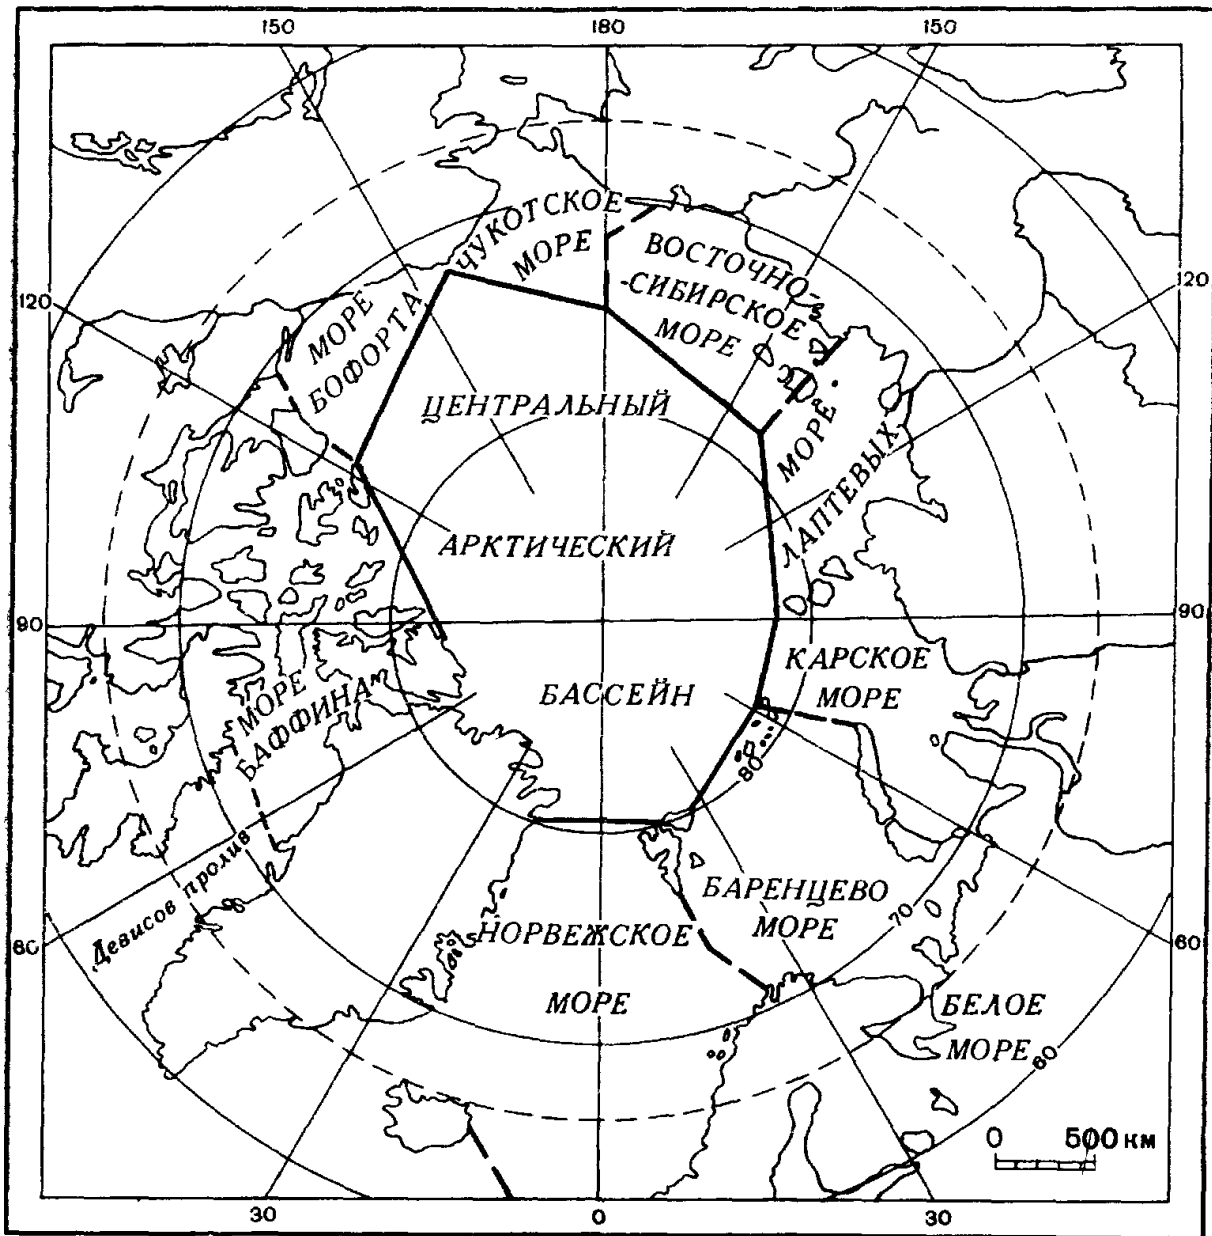 150
180
150
120
120
ЧУКОТСКОЕ
МОРЕ
ВОСТОЧНО-
-СИБИРСКОЕ
МОРЕ
МОРЕ
БОФОРТА
ЦЕНТРАЛЬНЫЙ
МОРЕ
ЛАПТЕВЫХ
АРКТИЧЕСКИЙ
90
90
КАРСКОЕ
МОРЕ
БАССЕЙН
МОРЕ
БАФФИНА
80
Девисов пролив
БАРЕНЦЕВО
МОРЕ
70
НОРВЕЖСКОЕ
МОРЕ
60
60
БЕЛОЕ
МОРЕ
60
0 500 км
30
0
30